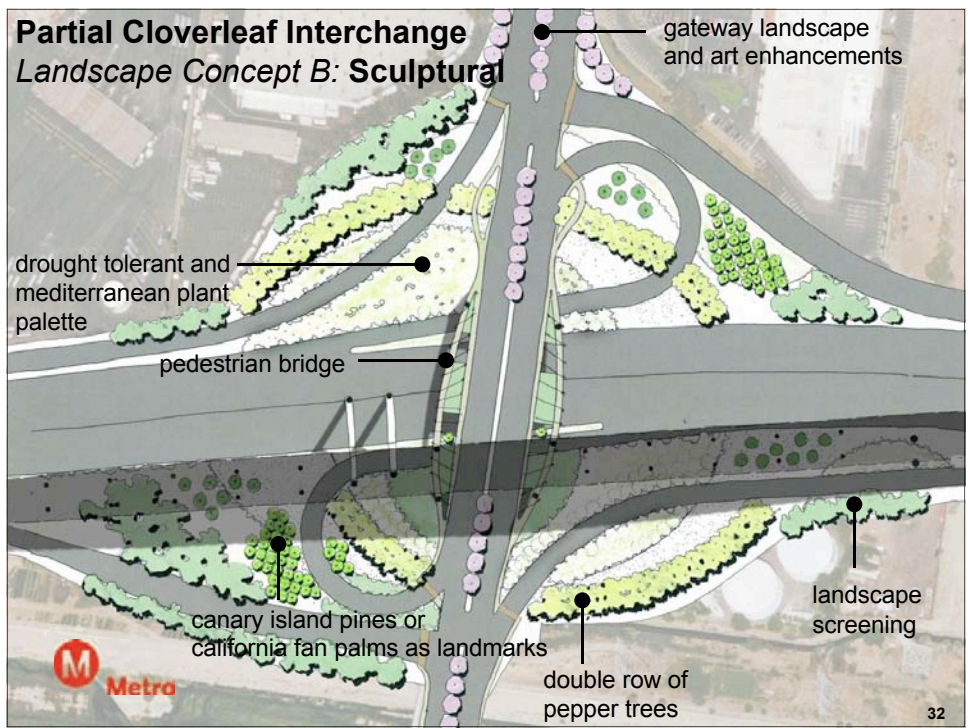 Partial Cloverleaf Interchange
Landscape Concept B: Sculptural
gateway landscape
and art enhancements
drought tolerant and
mediterranean plant
palette
pedestrian bridge
canary island pines or
california fan palms as landmarks
landscape
screening
double row of
pepper trees
M
Metro
32